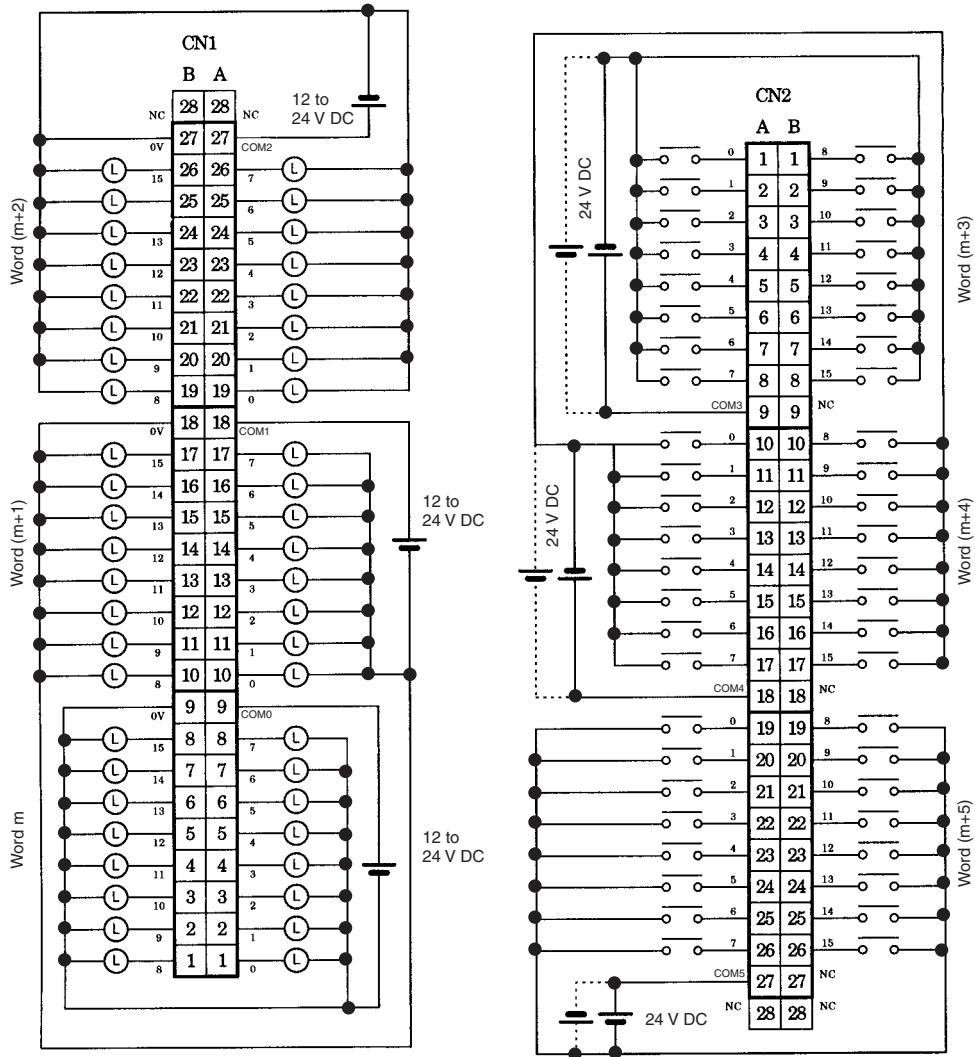 CN1
B A
NC 28 28 NC
12 to
24 V DC
0V 27 27 COM2
L 15 26 26 7 L
L 25 25 6 L
L 13 24 24 5 L
L 12 23 23 4 L
L 11 22 22 3 L
L 10 21 21 2 L
L 9 20 20 1 L
L 8 19 19 0 L
Word (m+2)
0V 18 18 COM1
L 15 17 17 7 L
L 14 16 16 6 L
L 13 15 15 5 L
L 12 14 14 4 L
L 11 13 13 3 L
L 10 12 12 2 L
L 9 11 11 1 L
L 8 10 10 0 L
Word (m+1)
12 to
24 V DC
0V 9 9 COM0
L 15 8 8 7 L
L 14 7 7 6 L
L 13 6 6 5 L
L 12 5 5 4 L
L 11 4 4 3 L
L 10 3 3 2 L
L 9 2 2 1 L
L 8 1 1 0 L
Word m
12 to
24 V DC
CN2
A B
0 1 1 8
1 2 2 9
2 3 3 10
3 4 4 11
4 5 5 12
5 6 6 13
6 7 7 14
7 8 8 15
COM3 9 9 NC
24 V DC
Word (m+3)
0 10 10 8
1 11 11 9
2 12 12 10
3 13 13 11
4 14 14 12
5 15 15 13
6 16 16 14
7 17 17 15
COM4 18 18 NC
24 V DC
Word (m+4)
0 19 19 8
1 20 20 9
2 21 21 10
3 22 22 11
4 23 23 12
5 24 24 13
6 25 25 14
7 26 26 15
COM5 27 27 NC
NC 28 28 NC
24 V DC
Word (m+5)